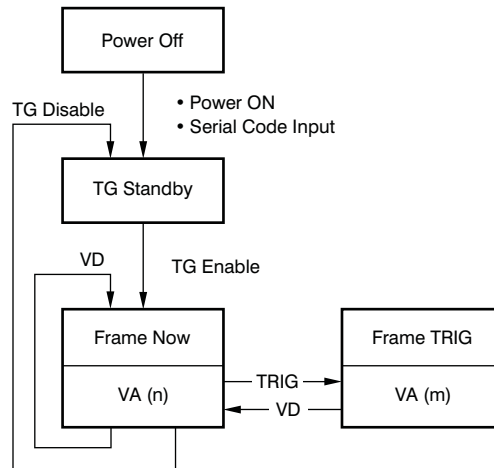 Power Off
TG Disable
• Power ON
• Serial Code Input
TG Standby
VD
TG Enable
Frame Now
Frame TRIG
VA (n)
TRIG
VD
VA (m)